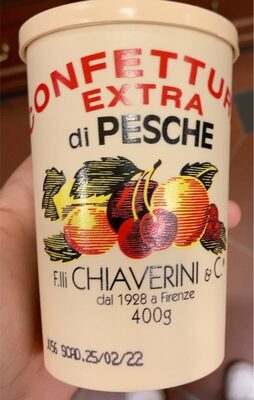 CONFETTUR
EXTRA
di PESCHE
F.lli CHIAVERINI & C.
dal 1928 a Firenze
400g
SCAD.25/02/22